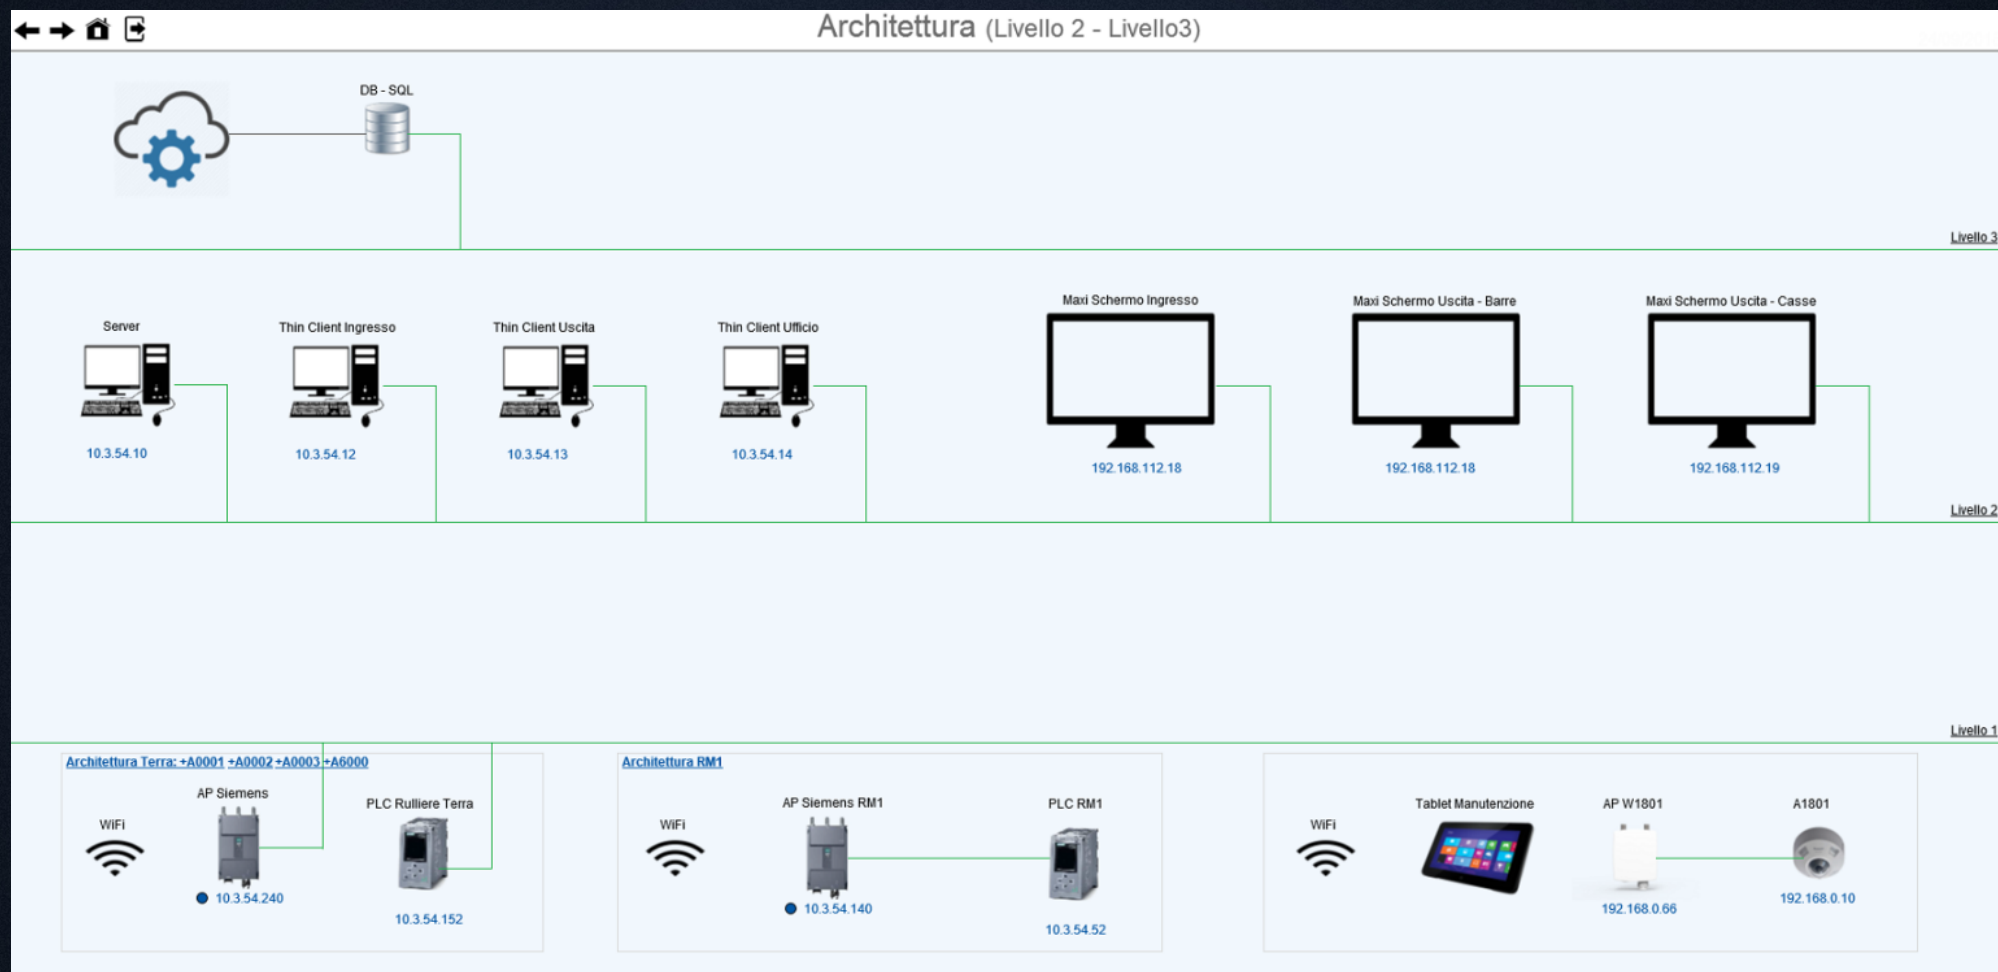 Architettura (Livello 2 - Livello3)
DB - SQL
Livello 3
Maxi Schermo Ingresso
Maxi Schermo Uscita - Barre
Maxi Schermo Uscita - Casse
Server
Thin Client Ingresso
Thin Client Uscita
Thin Client Ufficio
10.3.54.10
10.3.54.12
10.3.54.13
10.3.54.14
192.168.112.18
192.168.112.18
192.168.112.19
Livello 2
Livello 1
Architettura Terra: +A0001 +A0002 +A0003 +A6000
AP Siemens
PLC Rulliere Terra
WiFi
10.3.54.240
10.3.54.152
Architettura RM1
AP Siemens RM1
PLC RM1
WiFi
10.3.54.140
10.3.54.52
Tablet Manutenzione
AP W1801
A1801
WiFi
192.168.0.66
192.168.0.10